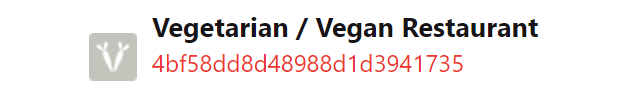 Vegetarian / Vegan Restaurant
4bf58dd8d48988d1d3941735